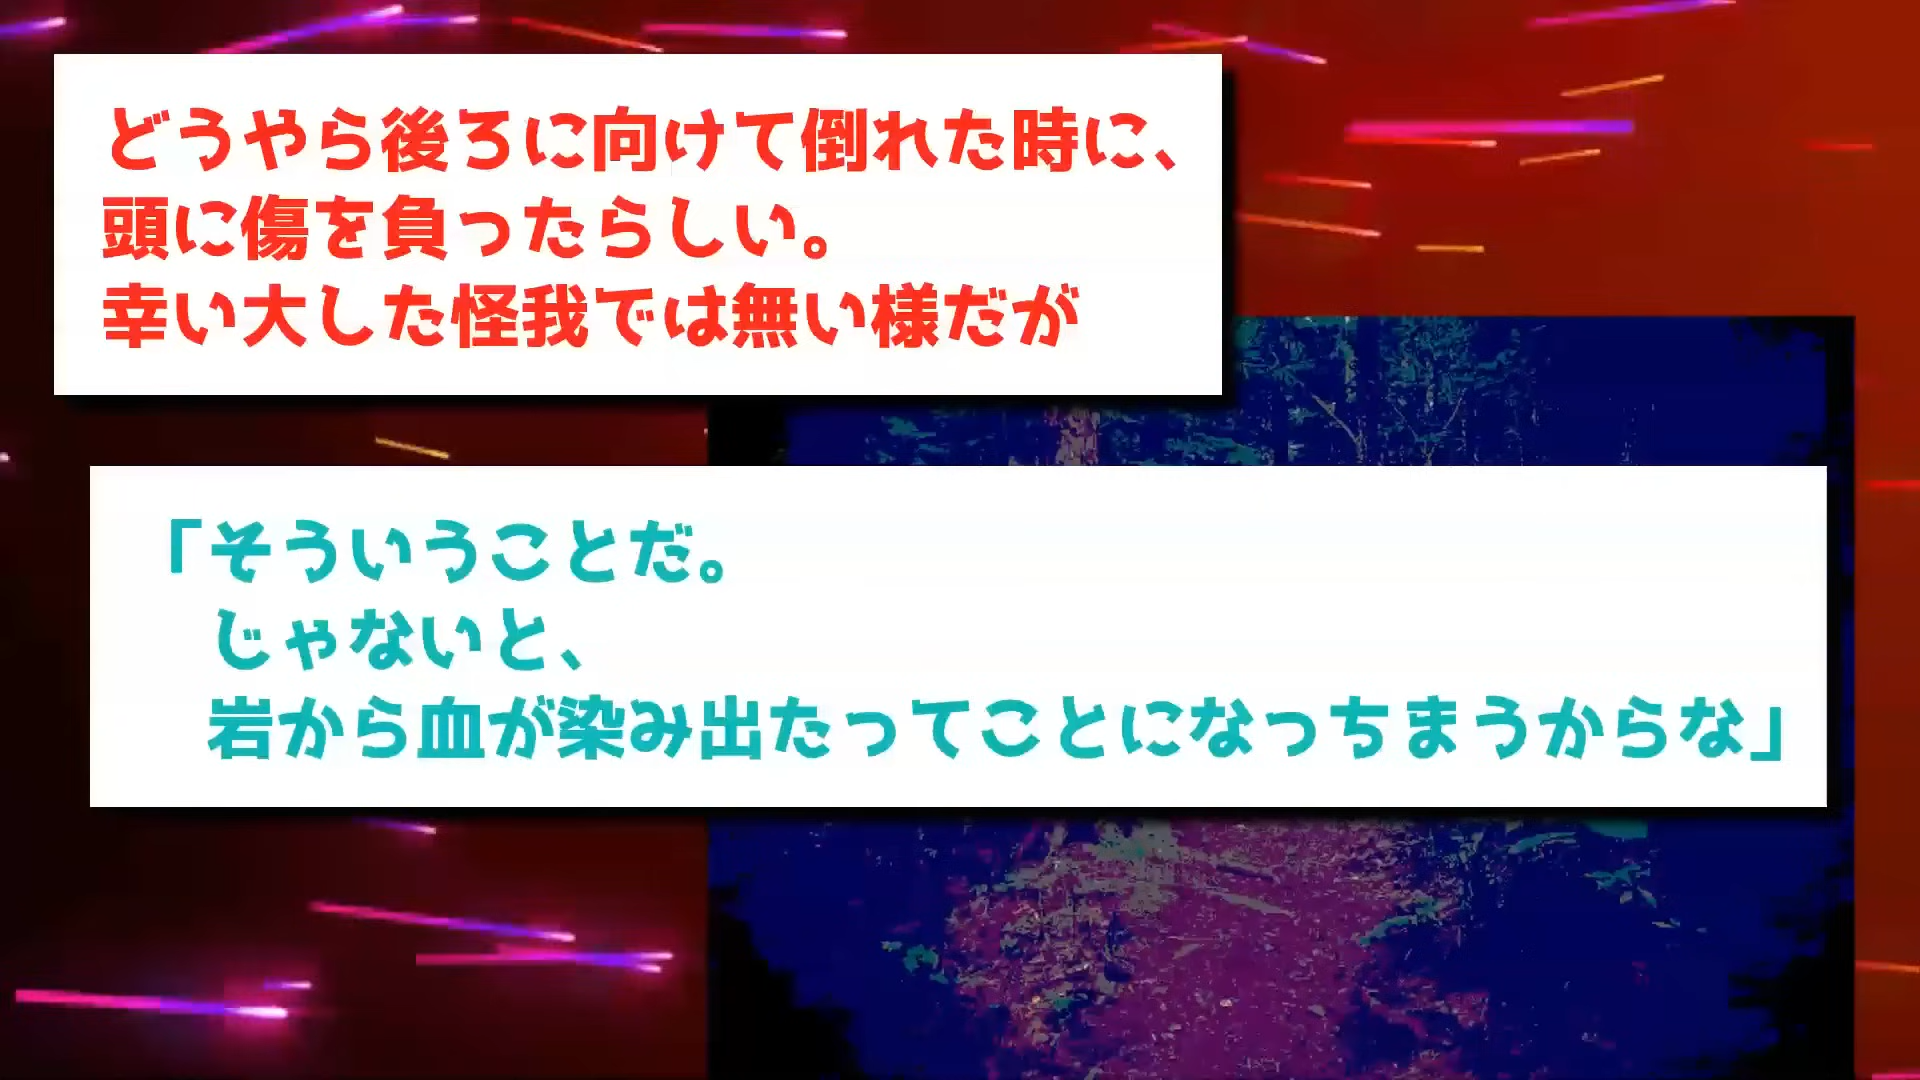 どうやら後ろに向けて倒れた時に、
頭に傷を負ったらしい。
幸い大した怪我では無い様だが
「そういうことだ。
じゃないと、
岩から血が染み出たってことになっちまうからな」